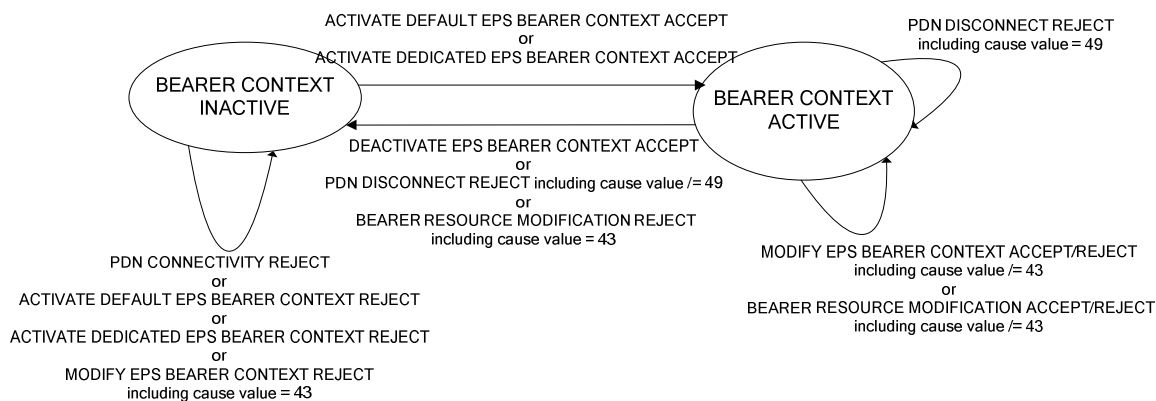 ACTIVATE DEFAULT EPS BEARER CONTEXT ACCEPT
or
ACTIVATE DEDICATED EPS BEARER CONTEXT ACCEPT
PDN DISCONNECT REJECT
including cause value = 49
BEARER CONTEXT
INACTIVE
BEARER CONTEXT
ACTIVE
DEACTIVATE EPS BEARER CONTEXT ACCEPT
or
PDN DISCONNECT REJECT including cause value /= 49
or
BEARER RESOURCE MODIFICATION REJECT
including cause value = 43
PDN CONNECTIVITY REJECT
or
ACTIVATE DEFAULT EPS BEARER CONTEXT REJECT
or
ACTIVATE DEDICATED EPS BEARER CONTEXT REJECT
or
MODIFY EPS BEARER CONTEXT REJECT
including cause value = 43
MODIFY EPS BEARER CONTEXT ACCEPT/REJECT
including cause value /= 43
or
BEARER RESOURCE MODIFICATION ACCEPT/REJECT
including cause value /= 43